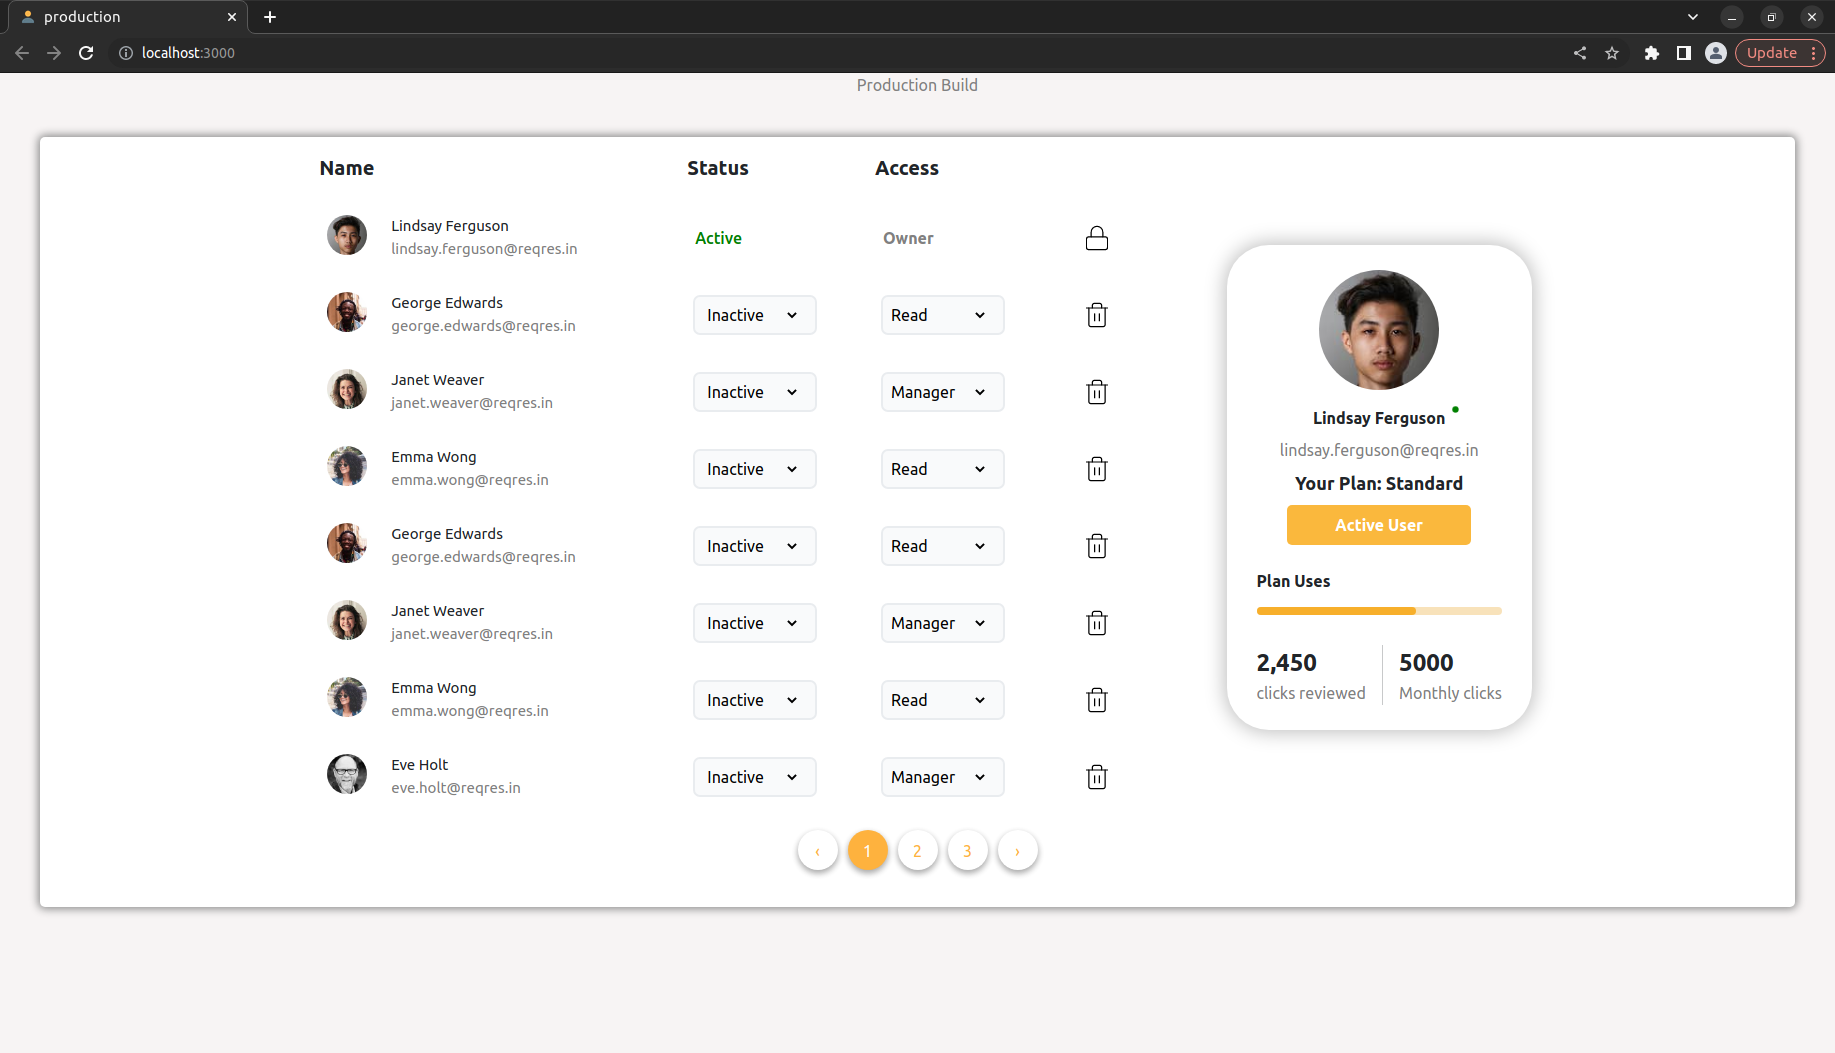 production
localhost:3000
Update
Production Build
Name Status Access
Lindsay Ferguson
lindsay.ferguson@reqres.in
Active Owner
George Edwards
george.edwards@reqres.in
Inactive Read
Janet Weaver
janet.weaver@reqres.in
Inactive Manager
Emma Wong
emma.wong@reqres.in
Inactive Read
George Edwards
george.edwards@reqres.in
Inactive Read
Janet Weaver
janet.weaver@reqres.in
Inactive Manager
Emma Wong
emma.wong@reqres.in
Inactive Read
Eve Holt
eve.holt@reqres.in
Inactive Manager
Lindsay Ferguson
lindsay.ferguson@reqres.in
Your Plan: Standard
Active User
Plan Uses
2,450
clicks reviewed
5000
Monthly clicks
‹ 1 2 3 ›